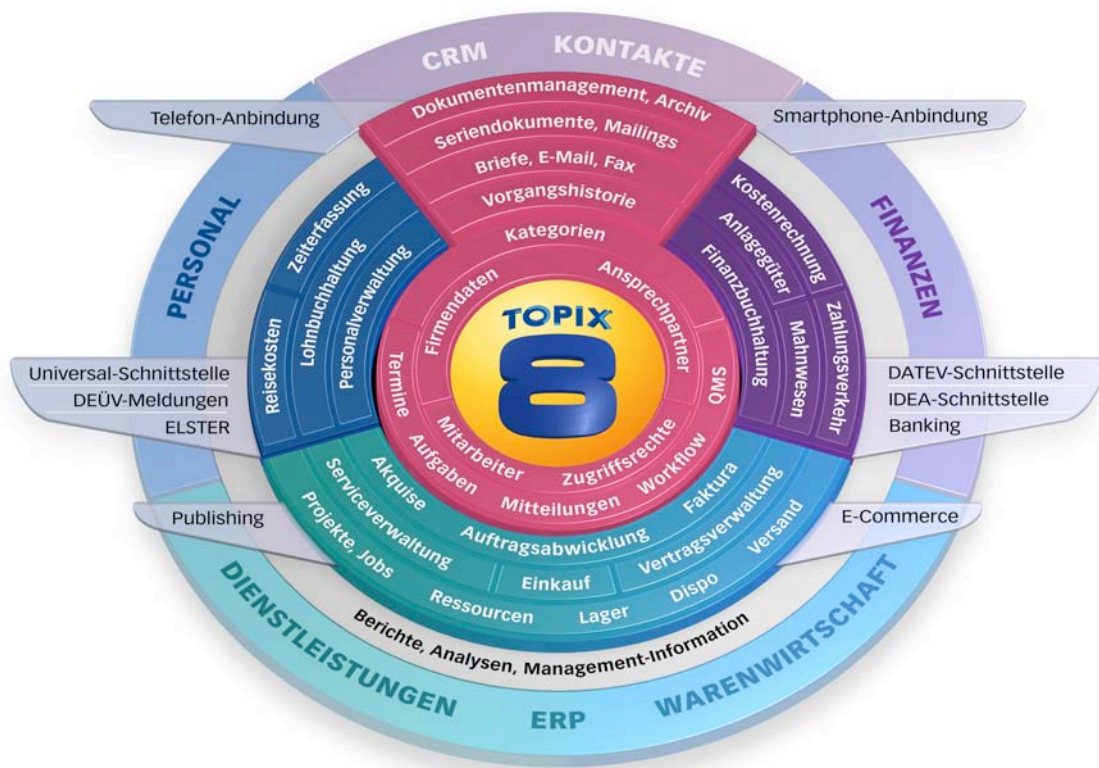 CRM KONTAKTE
Dokumentenmanagement, Archiv
Seriendokumente, Mailings
Briefe, E-Mail, Fax
Vorgangshistorie
Kategorien
Telefon-Anbindung
Smartphone-Anbindung
PERSONAL
Zeiterfassung
Reisekosten
Lohnbuchhaltung
Personalverwaltung
FINANZEN
Kostenrechnung
Anlagegüter
Finanzbuchhaltung
Zahlungsverkehr
Mahnwesen
Firmendaten
Ansprechpartner
TOPIX
8
Termine
QMS
Aufgaben
Mitarbeiter
Mitteilungen
Zugriffsrechte
Workflow
Universal-Schnittstelle
DEÜV-Meldungen
ELSTER
DATEV-Schnittstelle
IDEA-Schnittstelle
Banking
Publishing
E-Commerce
Akquise
Auftragsabwicklung
Faktura
Serviceverwaltung
Einkauf
Vertragsverwaltung
Projekte, Jobs
Ressourcen
Lager
Dispo
Versand
Berichte, Analysen, Management-Information
DIENSTLEISTUNGEN
ERP
WARENWIRTSCHAFT